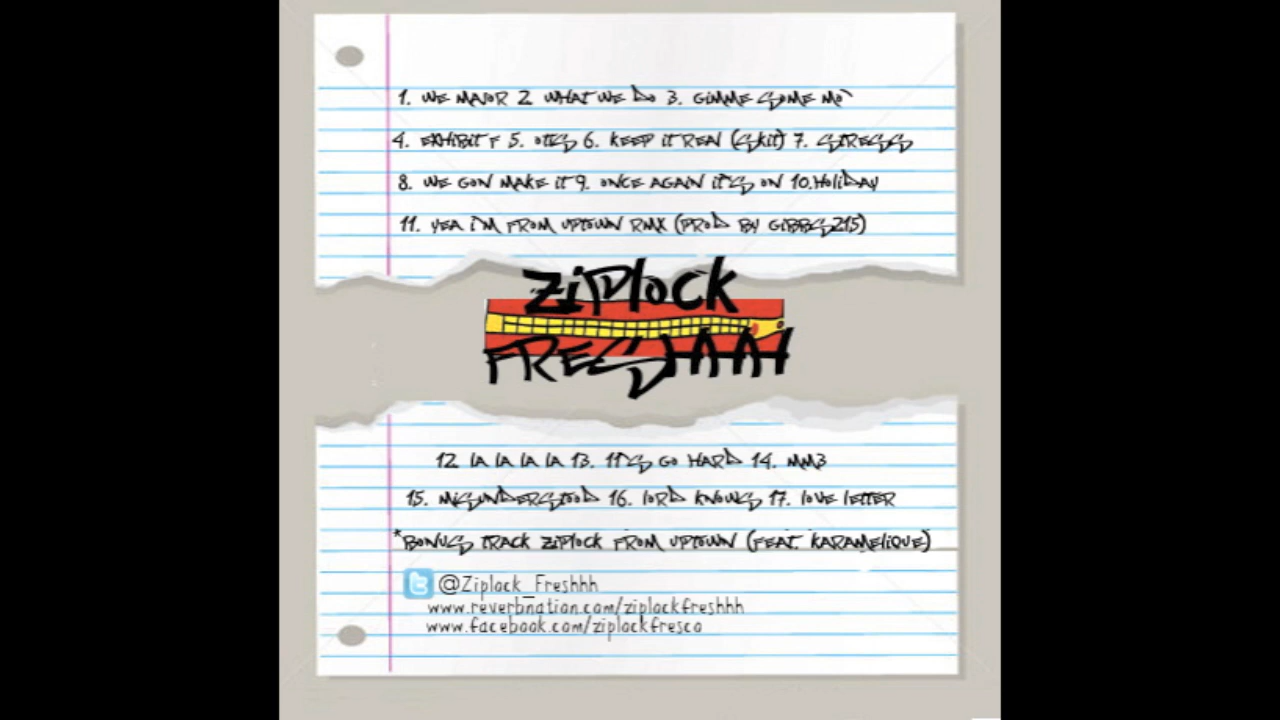 1. WE MAJOR 2. WHAT WE DO 3. GIMME SOME MO`
4. EXHIBIT F 5. OTIS 6. KEEP IT REAL (SKIT) 7. STRESS
8. WE GON MAKE IT 9. ONCE AGAIN IT'S ON 10.HOLIDAY
11. YEA I'M FROM UPTOWN RMX (PROD BY GIBBS215)
ZIPLOCK
FRESHHH
12. LA LA LA LA 13. 11'S GO HARD 14. MM3
15. MISUNDERSTOOD 16. LORD KNOWS 17. LOVE LETTER
*BONUS TRACK ZIPLOCK FROM UPTOWN (FEAT. KARAMELIQUE)
@Ziplock_Freshhh
www.reverbnation.com/ziplockfreshhh
www.facebook.com/ziplockfresco